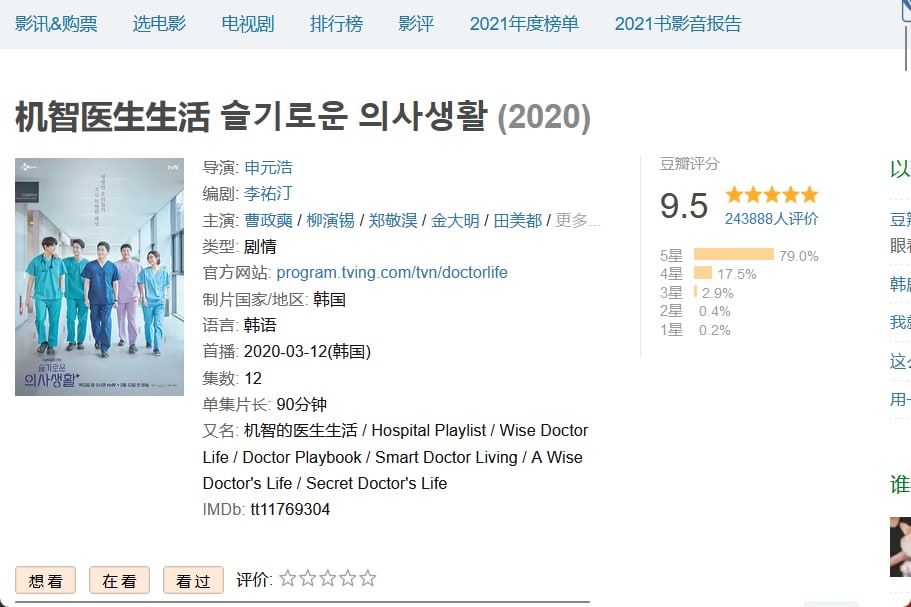 影讯&购票 选电影 电视剧 排行榜 影评 2021年度榜单 2021书影音报告
机智医生生活 슬기로운 의사생활 (2020)
tvN
슬기로운
의사생활
导演: 申元浩
编剧: 李祐汀
主演: 曹政奭 / 柳演锡 / 郑敬淏 / 金大明 / 田美都 / 更多...
类型: 剧情
官方网站: program.tving.com/tvn/doctorlife
制片国家/地区: 韩国
语言: 韩语
首播: 2020-03-12(韩国)
集数: 12
单集片长: 90分钟
又名: 机智的医生生活 / Hospital Playlist / Wise Doctor
Life / Doctor Playbook / Smart Doctor Living / A Wise
Doctor's Life / Secret Doctor's Life
IMDb: tt11769304
豆瓣评分
9.5
243888人评价
5星 79.0%
4星 17.5%
3星 2.9%
2星 0.4%
1星 0.2%
想看 在看 看过 评价:
以
豆
眼
韩
我
这
用
谁